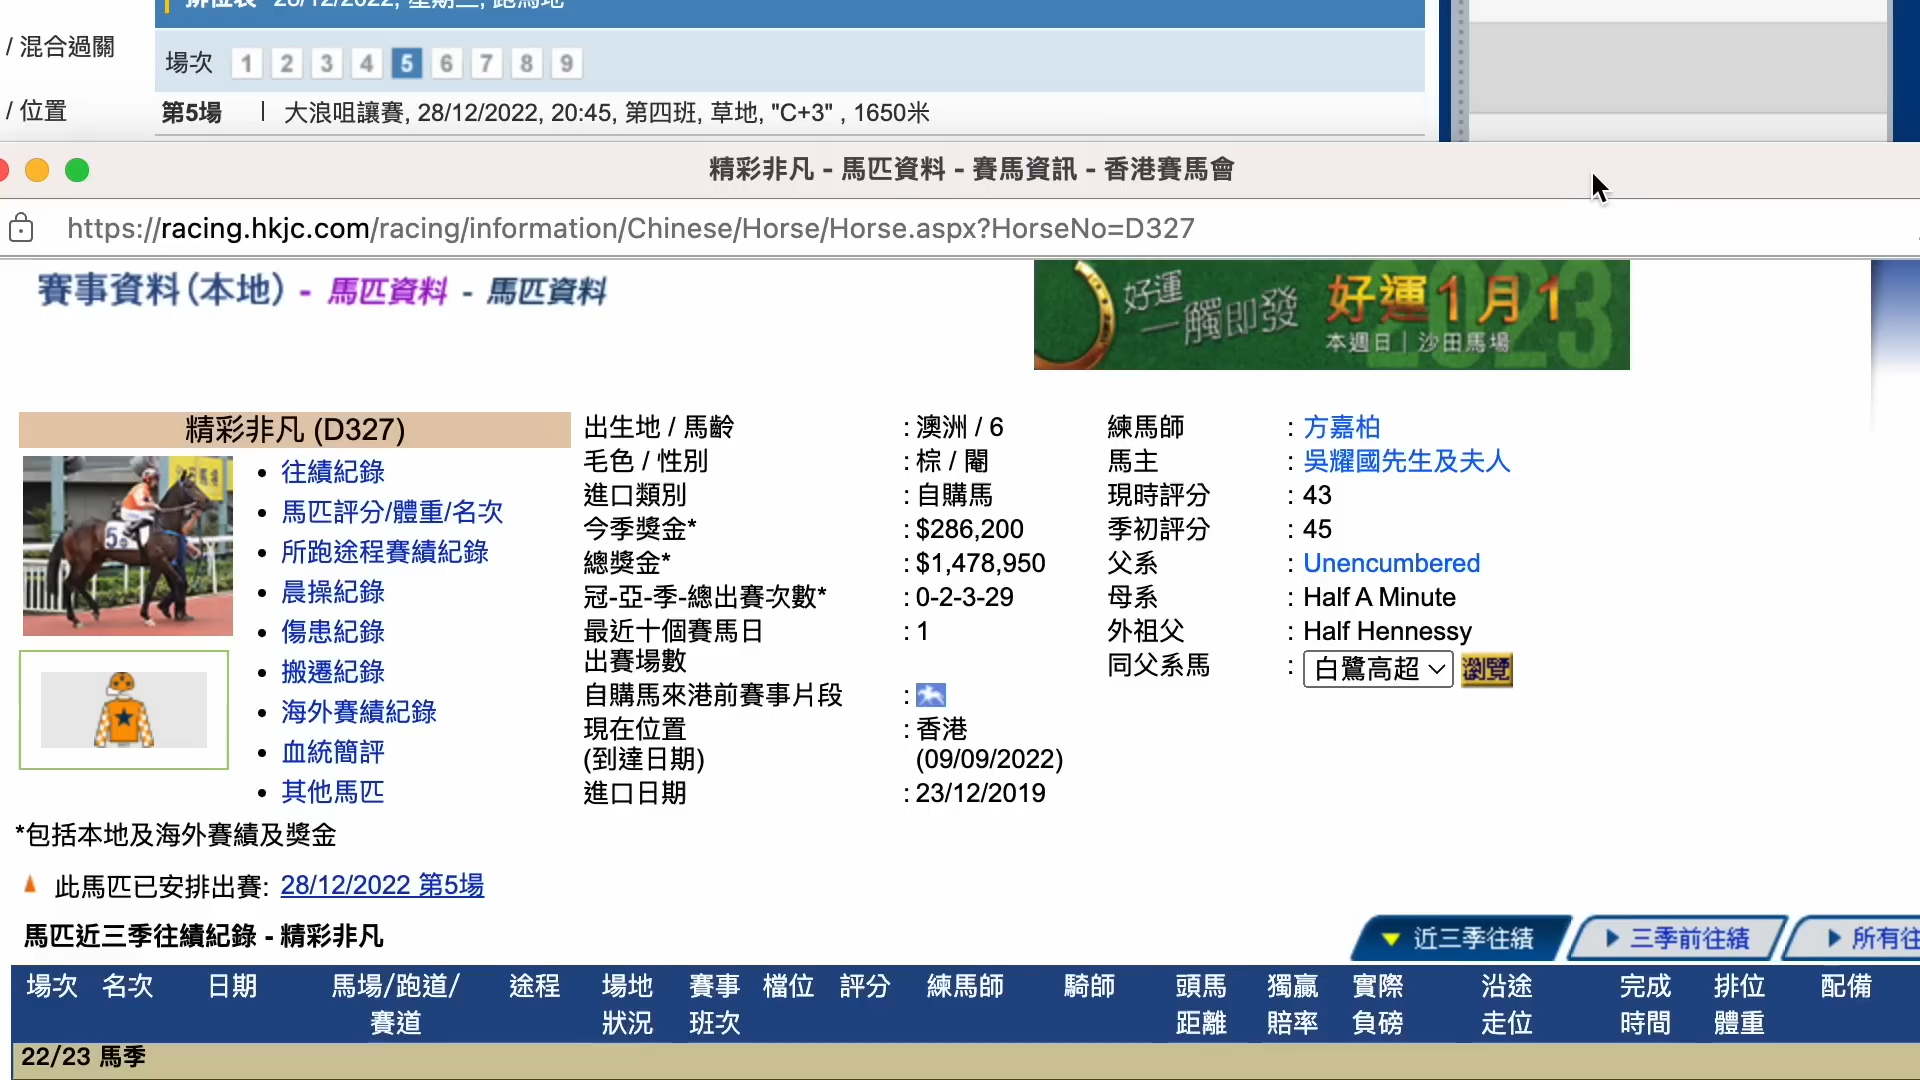 排位表 28/12/2022, 星期三, 跑馬地
/ 混合過關
場次 1 2 3 4 5 6 7 8 9
/ 位置
第5場 | 大浪咀讓賽, 28/12/2022, 20:45, 第四班, 草地, "C+3" , 1650米
精彩非凡 - 馬匹資料 - 賽馬資訊 - 香港賽馬會
https://racing.hkjc.com/racing/information/Chinese/Horse/Horse.aspx?HorseNo=D327
賽事資料(本地) - 馬匹資料 - 馬匹資料
好運 一觸即發 好運1月1 2023
本週日 | 沙田馬場
精彩非凡 (D327)
往績紀錄
馬匹評分/體重/名次
所跑途程賽績紀錄
晨操紀錄
傷患紀錄
搬遷紀錄
海外賽績紀錄
血統簡評
其他馬匹
出生地 / 馬齡 : 澳洲 / 6
毛色 / 性別 : 棕 / 閹
進口類別 : 自購馬
今季獎金* : $286,200
總獎金* : $1,478,950
冠-亞-季-總出賽次數* : 0-2-3-29
最近十個賽馬日 : 1
出賽場數
自購馬來港前賽事片段 :
現在位置 : 香港
(到達日期) (09/09/2022)
進口日期 : 23/12/2019
練馬師 : 方嘉柏
馬主 : 吳耀國先生及夫人
現時評分 : 43
季初評分 : 45
父系 : Unencumbered
母系 : Half A Minute
外祖父 : Half Hennessy
同父系馬 : 白鷺高超 瀏覽
*包括本地及海外賽績及獎金
此馬匹已安排出賽: 28/12/2022 第5場
馬匹近三季往績紀錄 - 精彩非凡
近三季往績 三季前往績 所有往
場次 名次 日期 馬場/跑道/ 途程 場地 賽事 檔位 評分 練馬師 騎師 頭馬 獨贏 實際 沿途 完成 排位 配備
賽道 狀況 班次 距離 賠率 負磅 走位 時間 體重
22/23 馬季